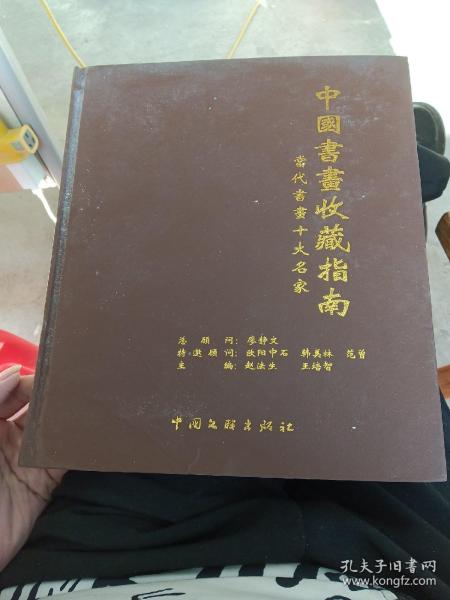 中國書畫收藏指南
當代書畫十大名家
总顾问：廖静文
特邀顾问：欧阳中石 韩美林 范曾
主编：赵法生 王培智
中国文联出版社
孔夫子旧书网
www.kongfz.com